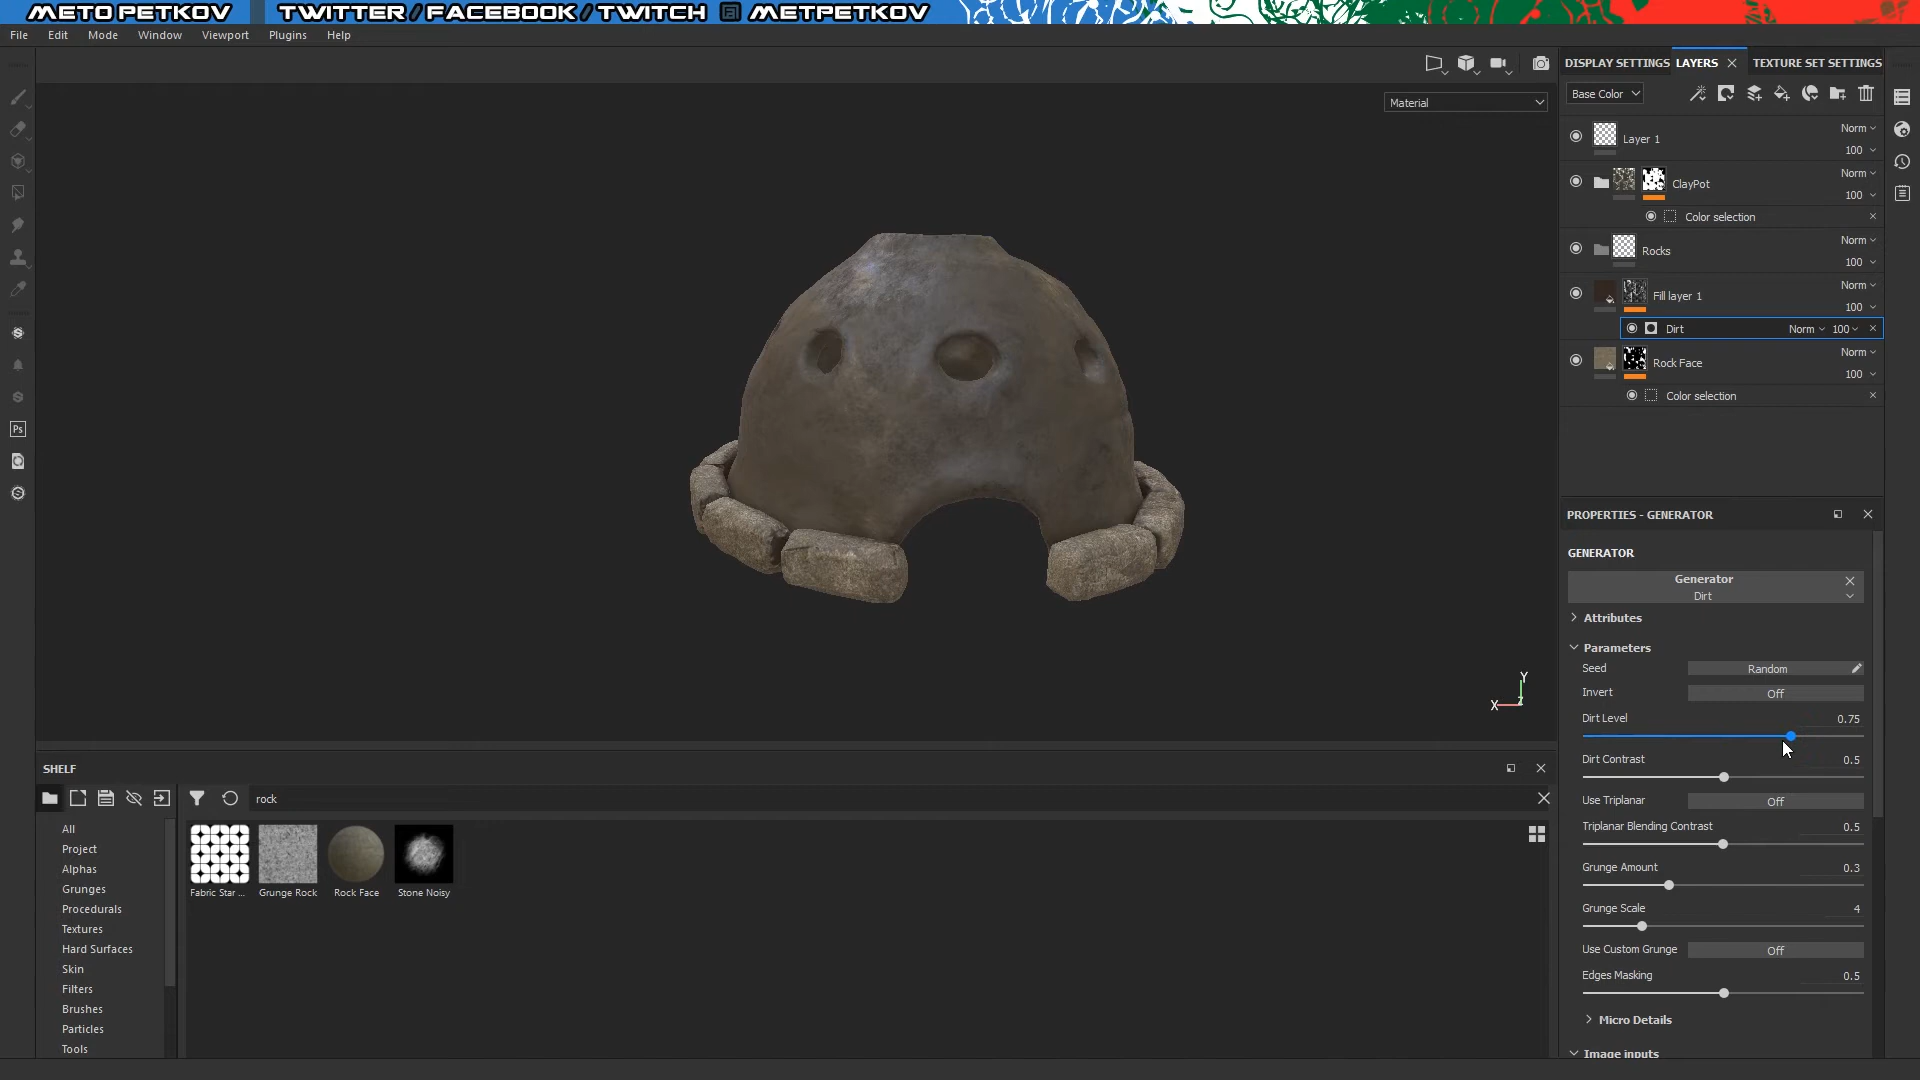 METO PETKOV TWITTER / FACEBOOK / TWITCH @ METPETKOV
File Edit Mode Window Viewport Plugins Help
DISPLAY SETTINGS LAYERS TEXTURE SET SETTINGS
Material
Base Color
Layer 1 Norm
100
ClayPot Norm
100
Color selection
Rocks Norm
100
Fill layer 1 Norm
100
Dirt Norm 100
Rock Face Norm
100
Color selection
PROPERTIES - GENERATOR
GENERATOR
Generator
Dirt
Attributes
Parameters
Seed Random
Invert Off
Dirt Level 0.75
Dirt Contrast 0.5
Use Triplanar Off
Triplanar Blending Contrast 0.5
Grunge Amount 0.3
Grunge Scale 4
Use Custom Grunge Off
Edges Masking 0.5
Micro Details
Image inputs
Y
X
Z
SHELF
rock
All
Project
Alphas
Grunges
Procedurals
Textures
Hard Surfaces
Skin
Filters
Brushes
Particles
Tools
Fabric Star ... Grunge Rock Rock Face Stone Noisy
Ps